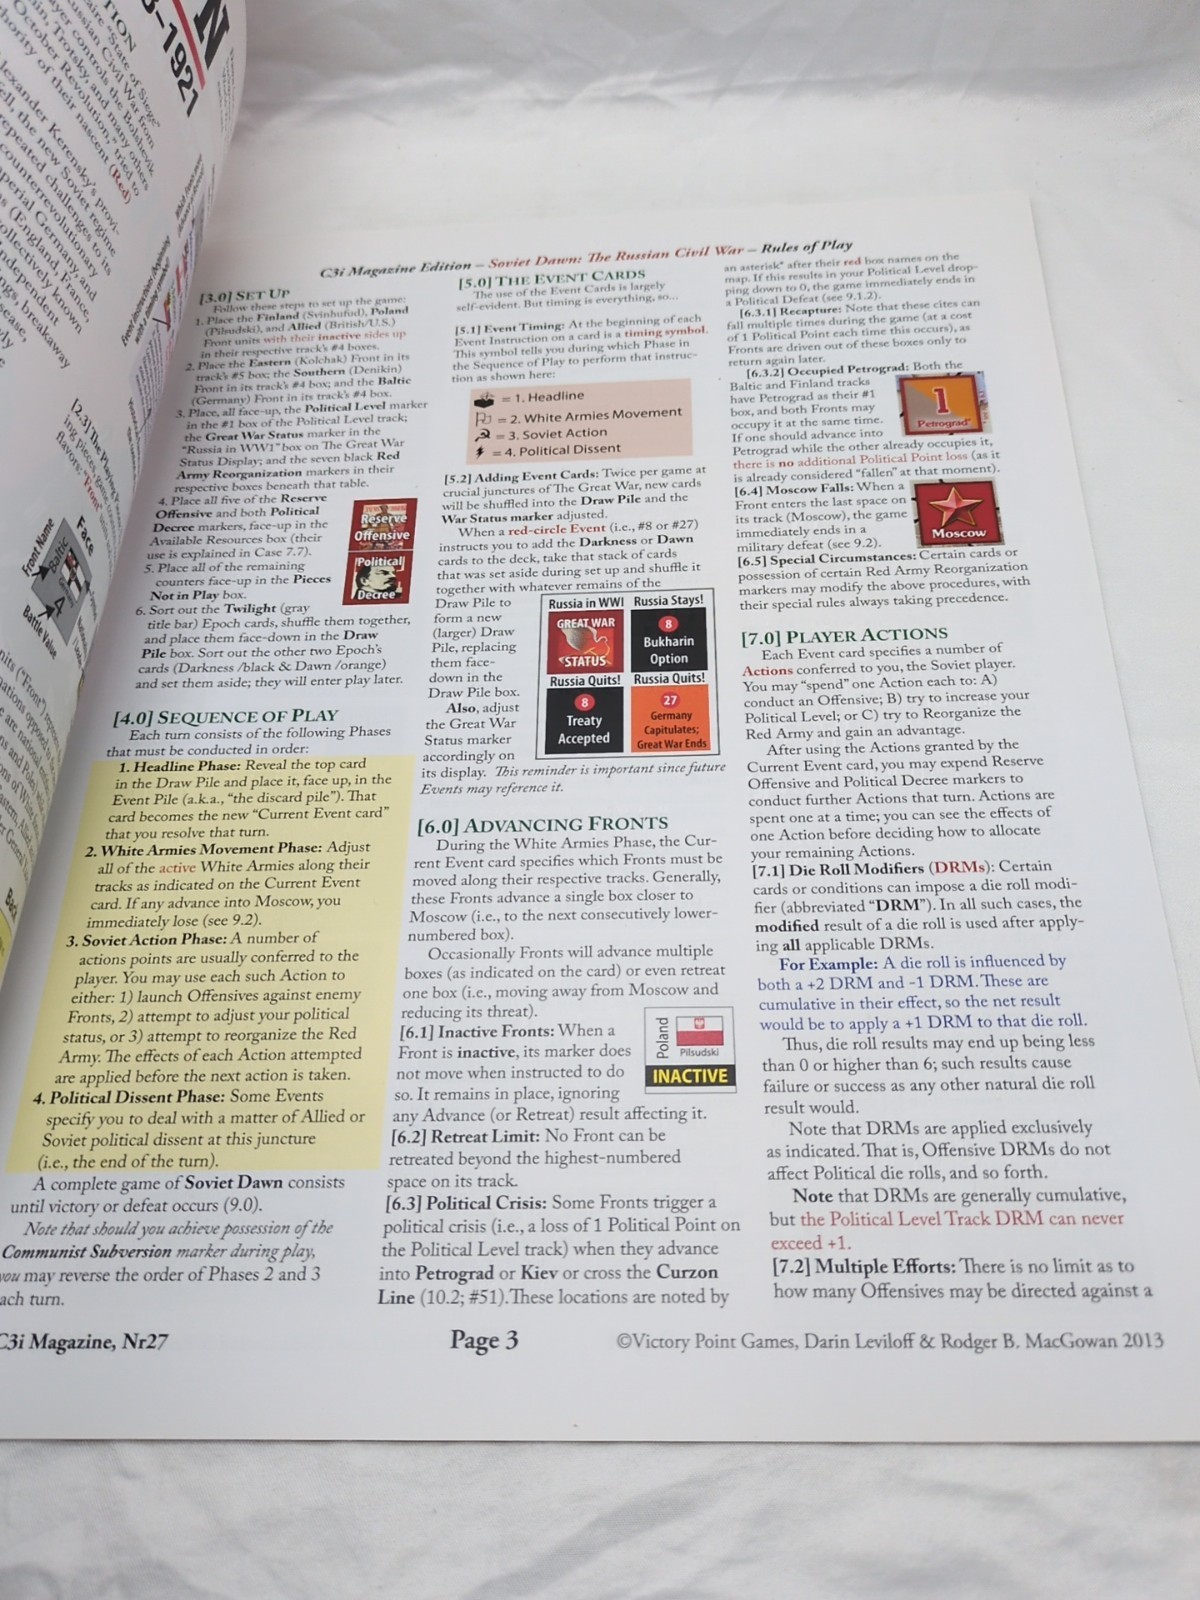 C3i Magazine Edition – Soviet Dawn: The Russian Civil War – Rules of Play
[3.0] SET UP
Follow these steps to set up the game:
1. Place the Finland (Svinhufud), Poland
(Pilsudski), and Allied (British/U.S.)
Front units with their inactive sides up
in their respective track's #4 boxes.
2. Place the Eastern (Kolchak) Front in its
track's #5 box; the Southern (Denikin)
Front in its track's #4 box; and the Baltic
(Germany) Front in its track's #4 box.
3. Place, all face-up, the Political Level marker
in the #1 box of the Political Level track;
the Great War Status marker in the
"Russia in WW1" box on The Great War
Status Display; and the seven black Red
Army Reorganization markers in their
respective boxes beneath that table.
4. Place all five of the Reserve
Offensive and both Political
Decree markers, face-up in the
Available Resources box (their
use is explained in Case 7.7).
5. Place all of the remaining
counters face-up in the Pieces
Not in Play box.
Reserve
Offensive
Political
Decree
6. Sort out the Twilight (gray
title bar) Epoch cards, shuffle them together,
and place them face-down in the Draw
Pile box. Sort out the other two Epoch's
cards (Darkness /black & Dawn /orange)
and set them aside; they will enter play later.
[4.0] SEQUENCE OF PLAY
Each turn consists of the following Phases
that must be conducted in order:
1. Headline Phase: Reveal the top card
in the Draw Pile and place it, face up, in the
Event Pile (a.k.a., "the discard pile"). That
card becomes the new "Current Event card"
that you resolve that turn.
2. White Armies Movement Phase: Adjust
all of the active White Armies along their
tracks as indicated on the Current Event
card. If any advance into Moscow, you
immediately lose (see 9.2).
3. Soviet Action Phase: A number of
actions points are usually conferred to the
player. You may use each such Action to
either: 1) launch Offensives against enemy
Fronts, 2) attempt to adjust your political
status, or 3) attempt to reorganize the Red
Army. The effects of each Action attempted
are applied before the next action is taken.
4. Political Dissent Phase: Some Events
specify you to deal with a matter of Allied or
Soviet political dissent at this juncture
(i.e., the end of the turn).
A complete game of Soviet Dawn consists
until victory or defeat occurs (9.0).
Note that should you achieve possession of the
Communist Subversion marker during play,
you may reverse the order of Phases 2 and 3
ach turn.
[5.0] THE EVENT CARDS
The use of the Event Cards is largely
self-evident. But timing is everything, so...
[5.1] Event Timing: At the beginning of each
Event Instruction on a card is a timing symbol.
This symbol tells you during which Phase in
the Sequence of Play to perform that instruc-
tion as shown here:
= 1. Headline
= 2. White Armies Movement
= 3. Soviet Action
= 4. Political Dissent
[5.2] Adding Event Cards: Twice per game at
crucial junctures of The Great War, new cards
will be shuffled into the Draw Pile and the
War Status marker adjusted.
When a red-circle Event (i.e., #8 or #27)
instructs you to add the Darkness or Dawn
cards to the deck, take that stack of cards
that was set aside during set up and shuffle it
together with whatever remains of the
Draw Pile to
form a new
(larger) Draw
Pile, replacing
them face-
down in the
Draw Pile box.
Also, adjust
the Great War
Status marker
accordingly on
its display. This reminder is important since future
Events may reference it.
Russia in WWI
GREAT WAR
STATUS
Russia Stays!
8
Bukharin
Option
Russia Quits!
8
Treaty
Accepted
Russia Quits!
27
Germany
Capitulates;
Great War Ends
[6.0] ADVANCING FRONTS
During the White Armies Phase, the Cur-
rent Event card specifies which Fronts must be
moved along their respective tracks. Generally,
these Fronts advance a single box closer to
Moscow (i.e., to the next consecutively lower-
numbered box).
Occasionally Fronts will advance multiple
boxes (as indicated on the card) or even retreat
one box (i.e., moving away from Moscow and
reducing its threat).
[6.1] Inactive Fronts: When a
Front is inactive, its marker does
not move when instructed to do
so. It remains in place, ignoring
any Advance (or Retreat) result affecting it.
Poland
Pilsudski
INACTIVE
[6.2] Retreat Limit: No Front can be
retreated beyond the highest-numbered
space on its track.
[6.3] Political Crisis: Some Fronts trigger a
political crisis (i.e., a loss of 1 Political Point on
the Political Level track) when they advance
into Petrograd or Kiev or cross the Curzon
Line (10.2; #51).These locations are noted by
an asterisk* after their red box names on the
map. If this results in your Political Level drop-
ping down to 0, the game immediately ends in
a Political Defeat (see 9.1.2).
[6.3.1] Recapture: Note that these cites can
fall multiple times during the game (at a cost
of 1 Political Point each time this occurs), as
Fronts are driven out of these boxes only to
return again later.
[6.3.2] Occupied Petrograd: Both the
Baltic and Finland tracks
have Petrograd as their #1
box, and both Fronts may
occupy it at the same time.
If one should advance into
Petrograd while the other already occupies it,
there is no additional Political Point loss (as it
is already considered "fallen" at that moment).
1
Petrograd*
[6.4] Moscow Falls: When a
Front enters the last space on
its track (Moscow), the game
immediately ends in a
military defeat (see 9.2).
Moscow
[6.5] Special Circumstances: Certain cards or
possession of certain Red Army Reorganization
markers may modify the above procedures, with
their special rules always taking precedence.
[7.0] PLAYER ACTIONS
Each Event card specifies a number of
Actions conferred to you, the Soviet player.
You may "spend" one Action each to: A)
conduct an Offensive; B) try to increase your
Political Level; or C) try to Reorganize the
Red Army and gain an advantage.
After using the Actions granted by the
Current Event card, you may expend Reserve
Offensive and Political Decree markers to
conduct further Actions that turn. Actions are
spent one at a time; you can see the effects of
one Action before deciding how to allocate
your remaining Actions.
[7.1] Die Roll Modifiers (DRMs): Certain
cards or conditions can impose a die roll modi-
fier (abbreviated "DRM"). In all such cases, the
modified result of a die roll is used after apply-
ing all applicable DRMs.
For Example: A die roll is influenced by
both a +2 DRM and -1 DRM. These are
cumulative in their effect, so the net result
would be to apply a +1 DRM to that die roll.
Thus, die roll results may end up being less
than 0 or higher than 6; such results cause
failure or success as any other natural die roll
result would.
Note that DRMs are applied exclusively
as indicated. That is, Offensive DRMs do not
affect Political die rolls, and so forth.
Note that DRMs are generally cumulative,
but the Political Level Track DRM can never
exceed +1.
[7.2] Multiple Efforts: There is no limit as to
how many Offensives may be directed against a
C3i Magazine, Nr27
Page 3
©Victory Point Games, Darin Leviloff & Rodger B. MacGowan 2013